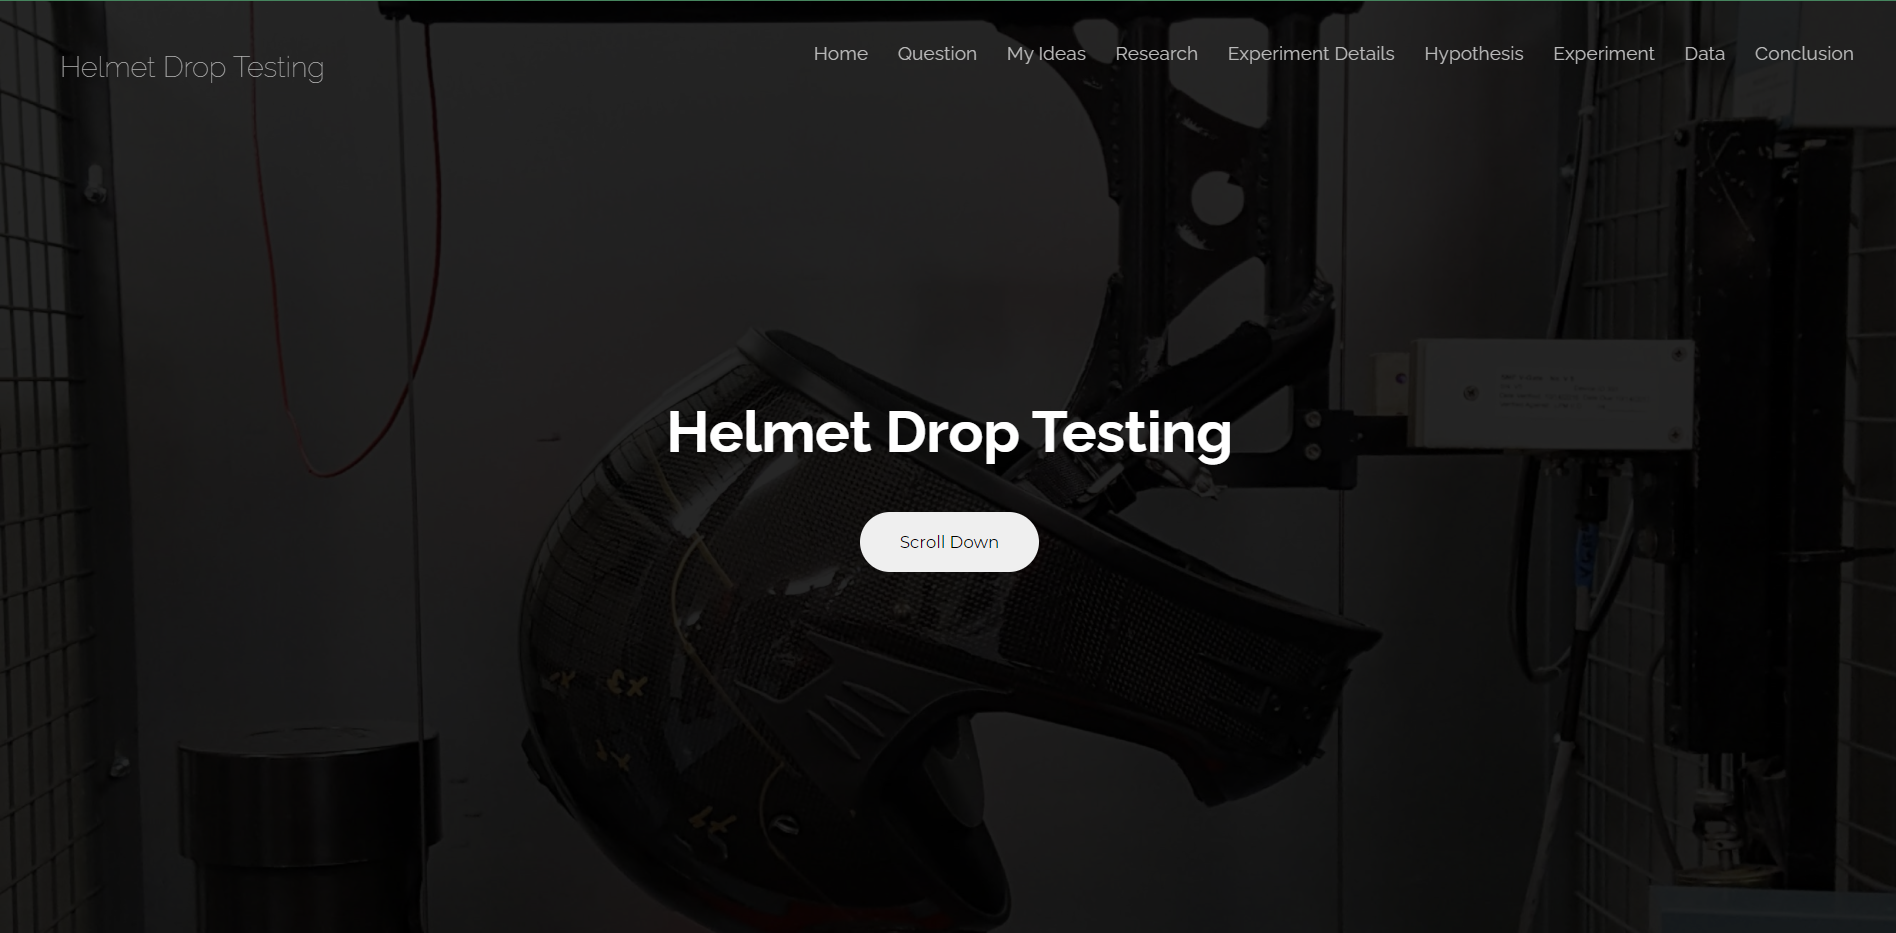 Helmet Drop Testing
Home Question My Ideas Research Experiment Details Hypothesis Experiment Data Conclusion
Helmet Drop Testing
Scroll Down
x3